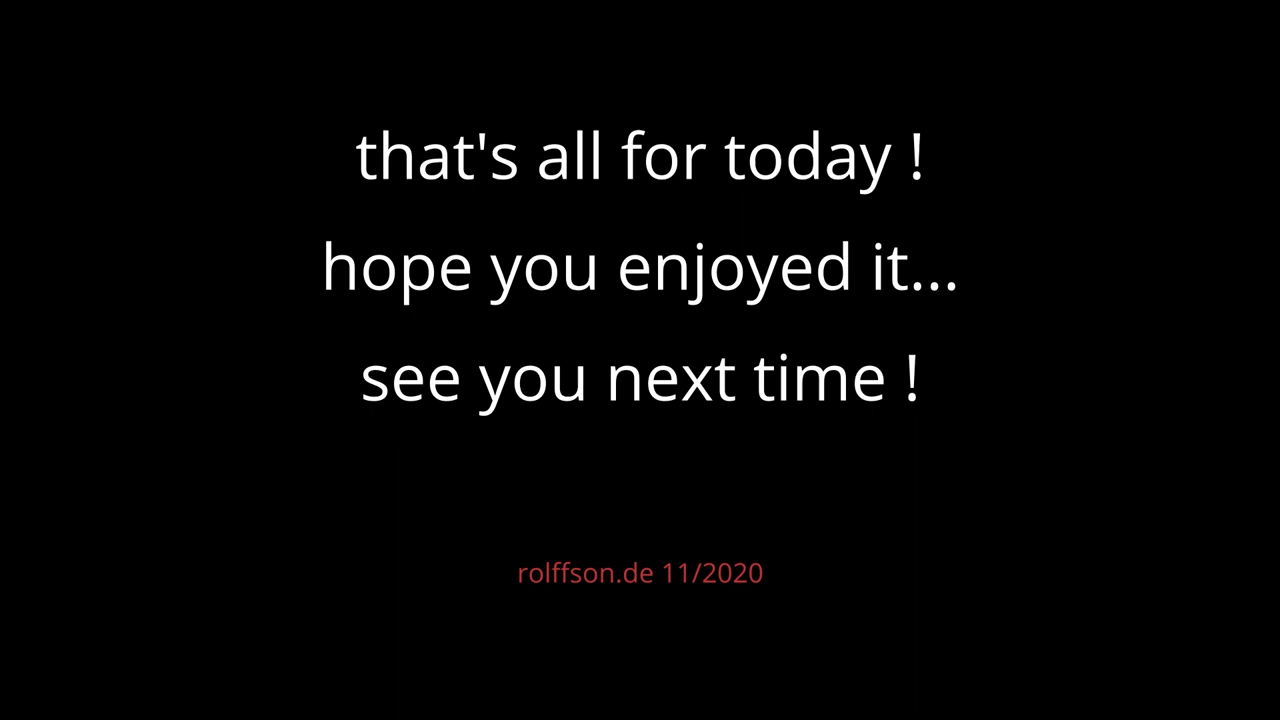 that's all for today !
hope you enjoyed it...
see you next time !
rolffson.de 11/2020